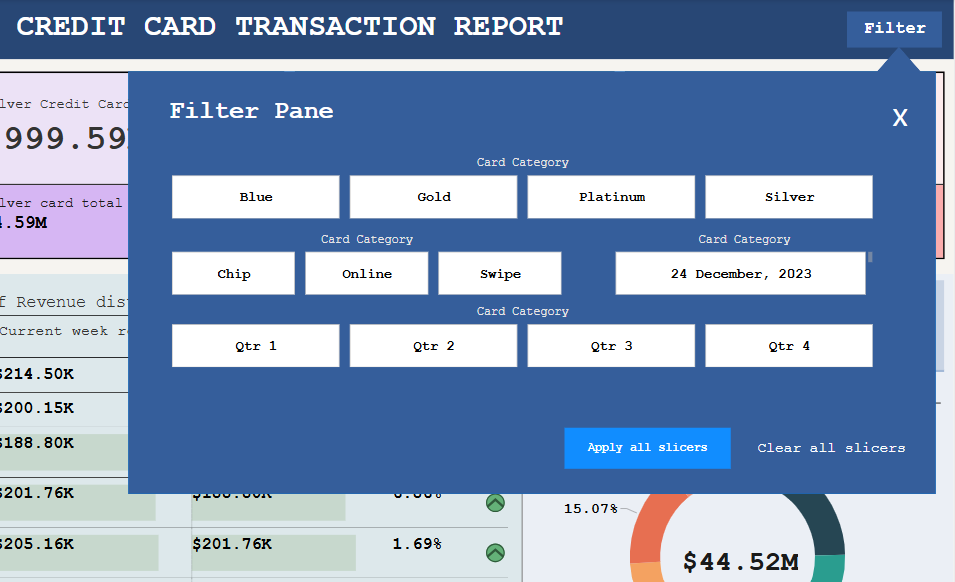 CREDIT CARD TRANSACTION REPORT
Filter
Filter Pane
X
lver Credit Card
999.59
lver card total
4.59M
Card Category
Blue Gold Platinum Silver
Card Category Card Category
Chip Online Swipe 24 December, 2023
Card Category
Qtr 1 Qtr 2 Qtr 3 Qtr 4
Apply all slicers Clear all slicers
f Revenue dis
Current week r
$214.50K
$200.15K
$188.80K
$201.76K
$205.16K $201.76K 1.69%
15.07%
$44.52M